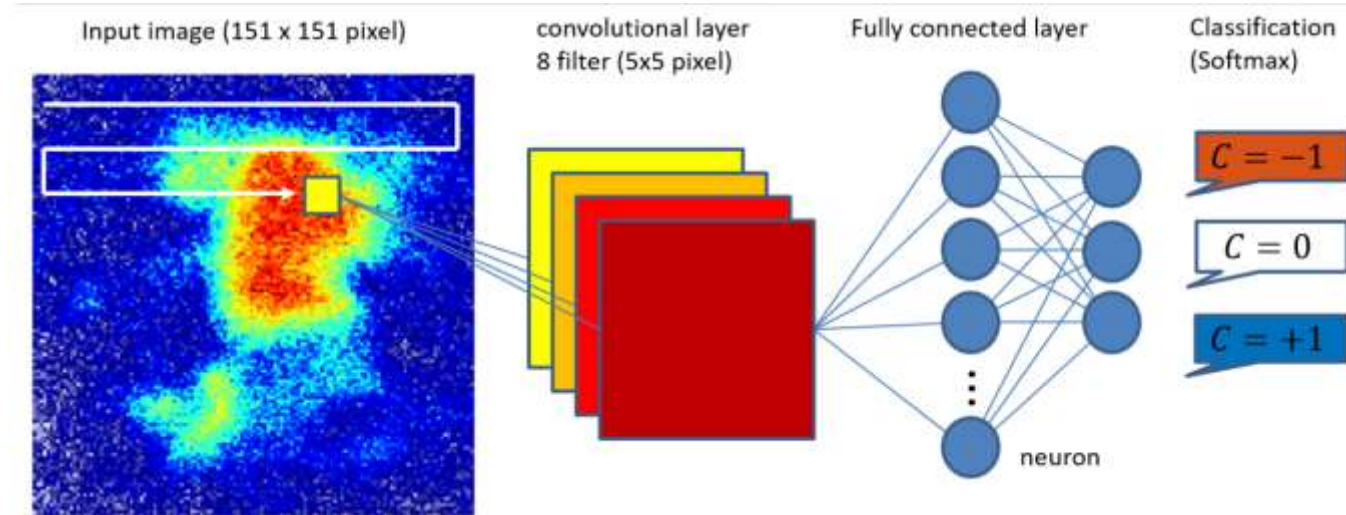 Input image (151 x 151 pixel)
convolutional layer
8 filter (5x5 pixel)
Fully connected layer
Classification
(Softmax)
C = −1
C = 0
C = +1
neuron